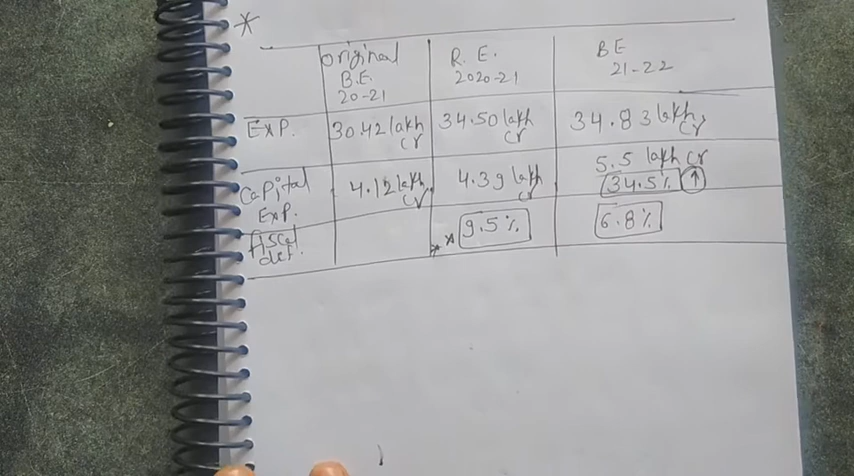 *
original R. E. BE
B.E. 2020-21 21-22
20-21
Exp. 30.42 lakh cr 34.50 lakh cr 34.83 lakh cr
Capital Exp. 4.12 lakh cr 4.39 lakh cr 5.5 lakh cr
34.5% ↑
fiscal def. ** 9.5% 6.8%